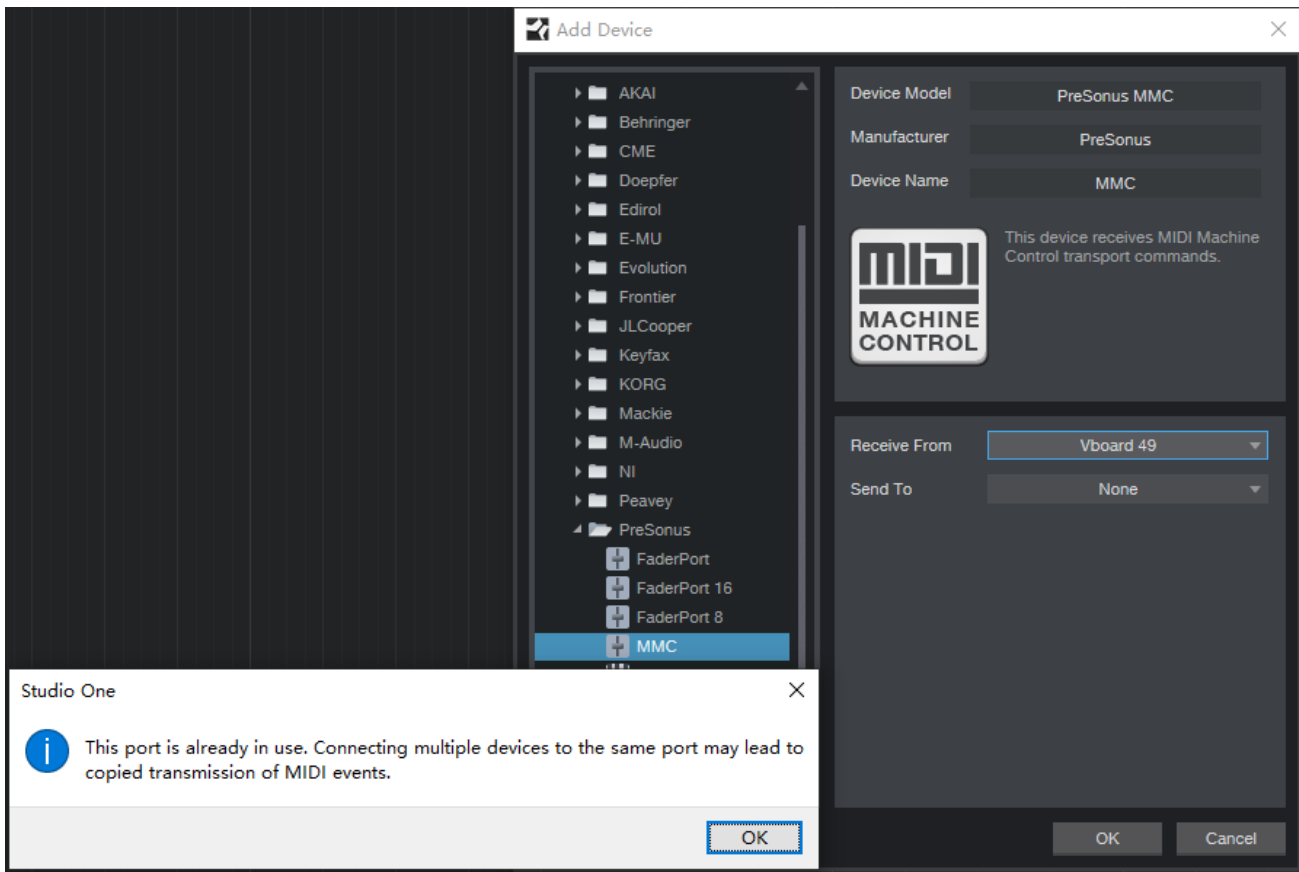 Add Device
AKAI
Behringer
CME
Doepfer
Edirol
E-MU
Evolution
Frontier
JLCooper
Keyfax
KORG
Mackie
M-Audio
NI
Peavey
PreSonus
FaderPort
FaderPort 16
FaderPort 8
MMC
Device Model PreSonus MMC
Manufacturer PreSonus
Device Name MMC
MIDI
MACHINE
CONTROL
This device receives MIDI Machine
Control transport commands.
Receive From Vboard 49
Send To None
OK Cancel
Studio One
This port is already in use. Connecting multiple devices to the same port may lead to
copied transmission of MIDI events.
OK